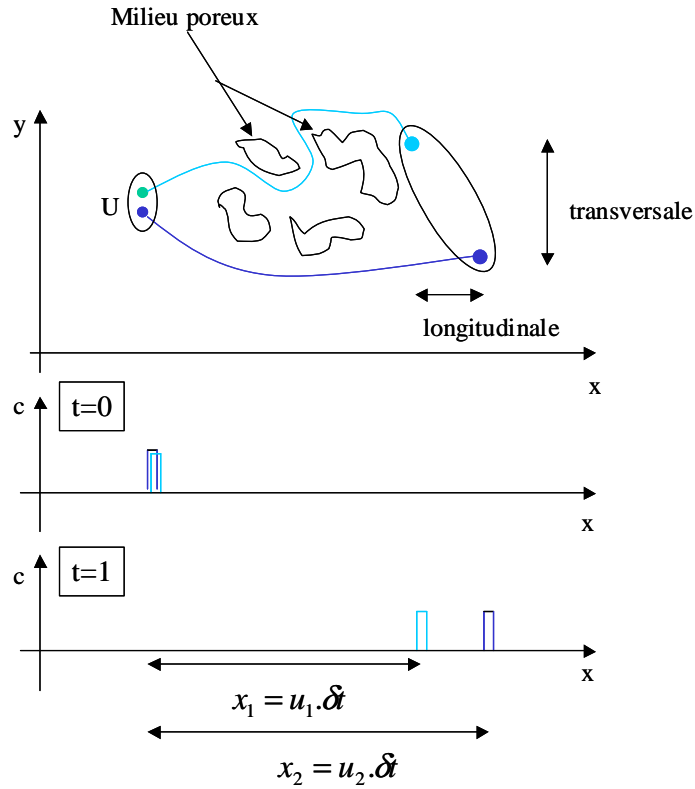 Milieu poreux
y
U
transversale
longitudinale
x
c
t=0
x
c
t=1
x
x₁ = u₁.δt
x₂ = u₂.δt